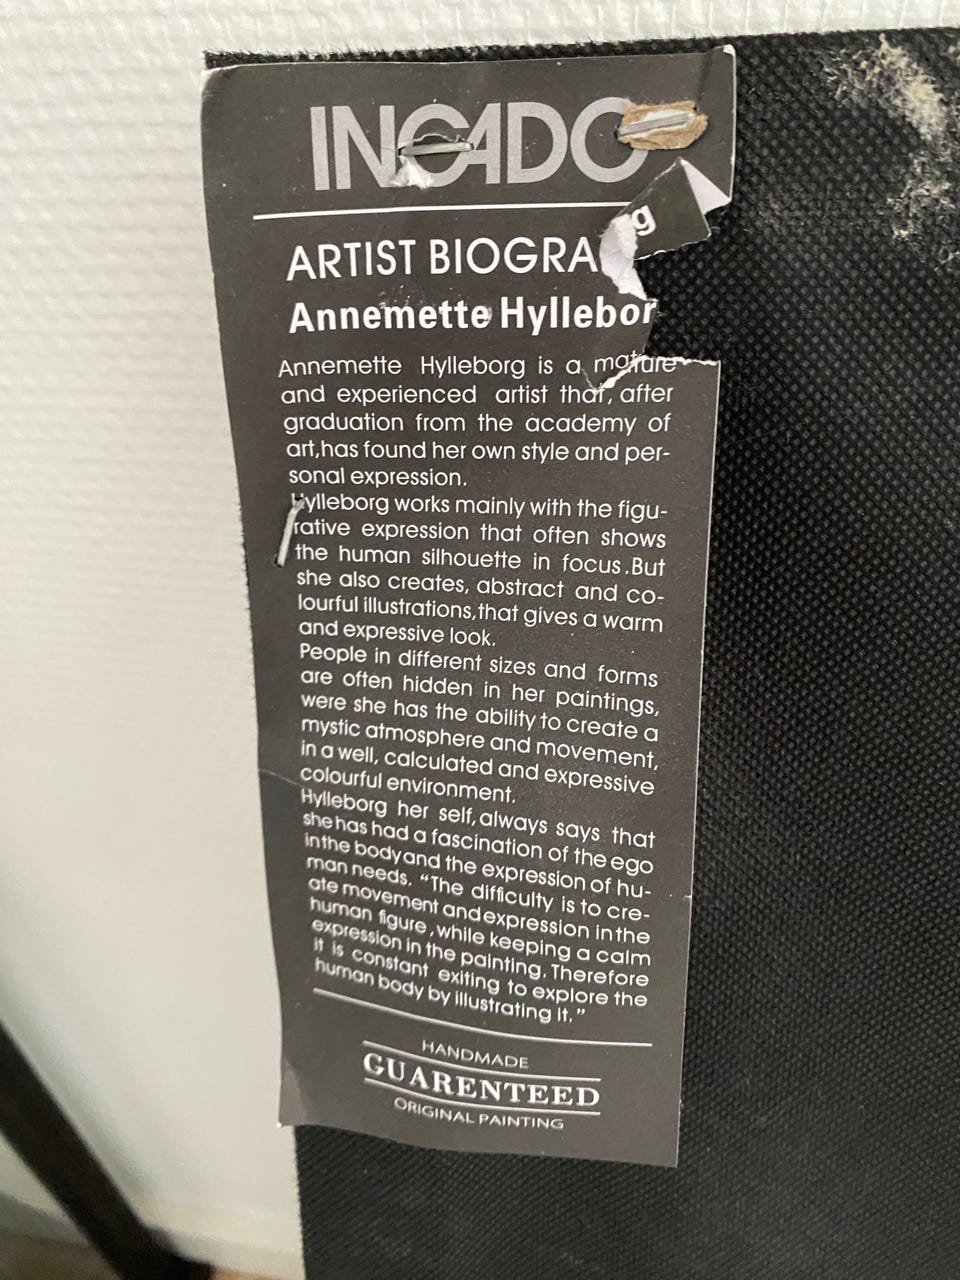 INCADO
ARTIST BIOGRA
Annemette Hyllebor
g
Annemette Hylleborg is a mature
and experienced artist that, after
graduation from the academy of
art,has found her own style and per-
sonal expression.
Hylleborg works mainly with the figu-
rative expression that often shows
the human silhouette in focus.But
she also creates, abstract and co-
lourful illustrations,that gives a warm
and expressive look.
People in different sizes and forms
are often hidden in her paintings,
were she has the ability to create a
mystic atmosphere and movement,
in a well, calculated and expressive
colourful environment.
Hylleborg her self,always says that
she has had a fascination of the ego
in the body and the expression of hu-
man needs. "The difficulty is to cre-
ate movement and expression in the
human figure,while keeping a calm
expression in the painting. Therefore
it is constant exiting to explore the
human body by illustrating it."
HANDMADE
GUARENTEED
ORIGINAL PAINTING